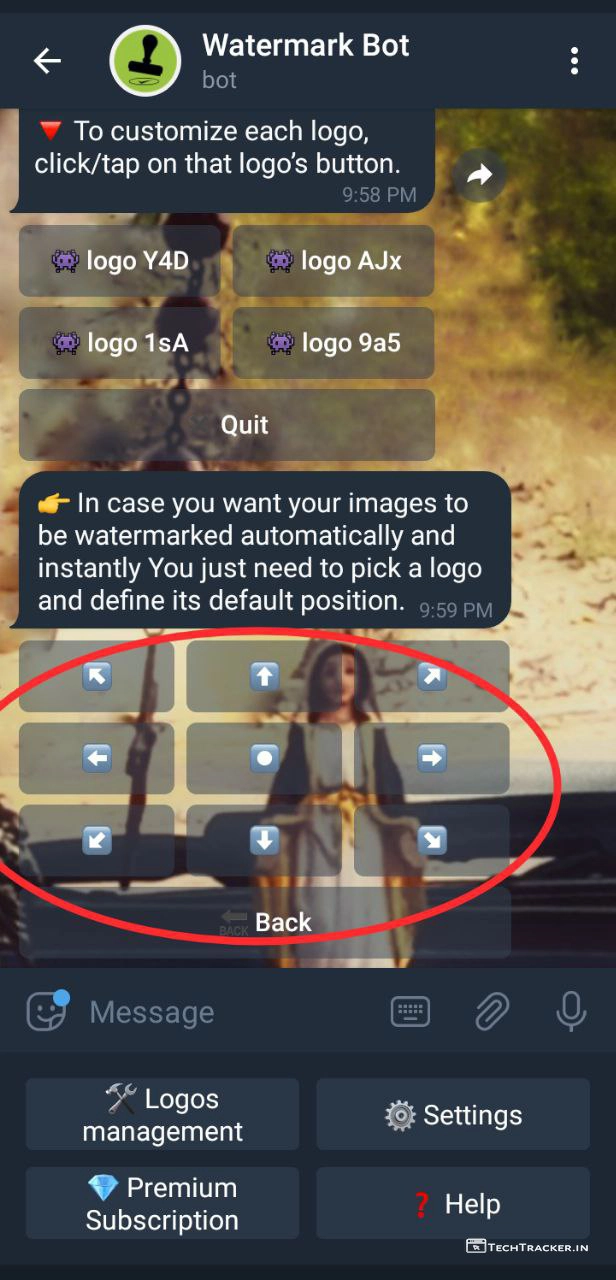 Watermark Bot
bot
🔻 To customize each logo,
click/tap on that logo’s button.
9:58 PM
👾 logo Y4D
👾 logo AJx
👾 logo 1sA
👾 logo 9a5
Quit
👉 In case you want your images to
be watermarked automatically and
instantly You just need to pick a logo
and define its default position. 9:59 PM
↖️ ⬆️ ↗️
⬅️ ⏺️ ➡️
↙️ ⬇️ ↘️
🔙 Back
Message
🛠 Logos
management
⚙️ Settings
💎 Premium
Subscription
❓ Help
TECHTRACKER.IN